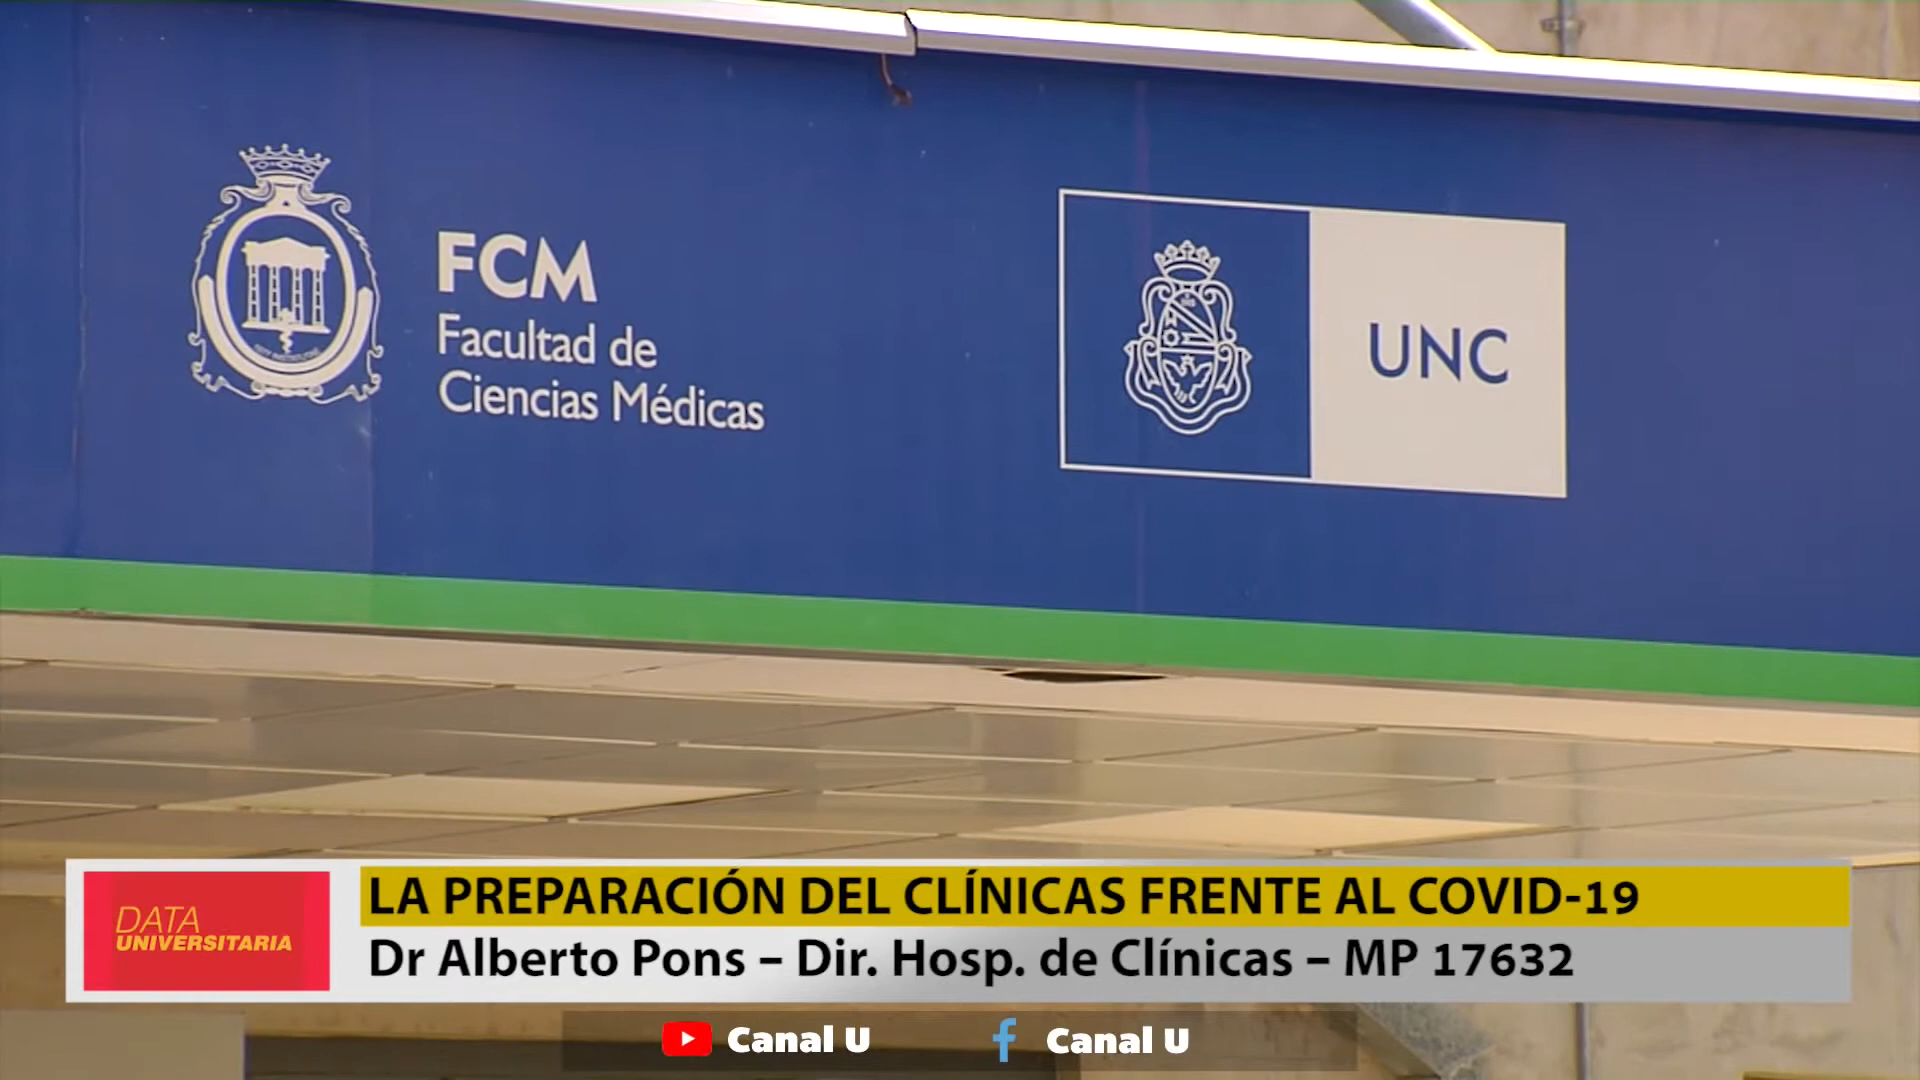 FCM
Facultad de
Ciencias Médicas
UNC
DATA
UNIVERSITARIA
LA PREPARACIÓN DEL CLÍNICAS FRENTE AL COVID-19
Dr Alberto Pons – Dir. Hosp. de Clínicas – MP 17632
Canal U
Canal U